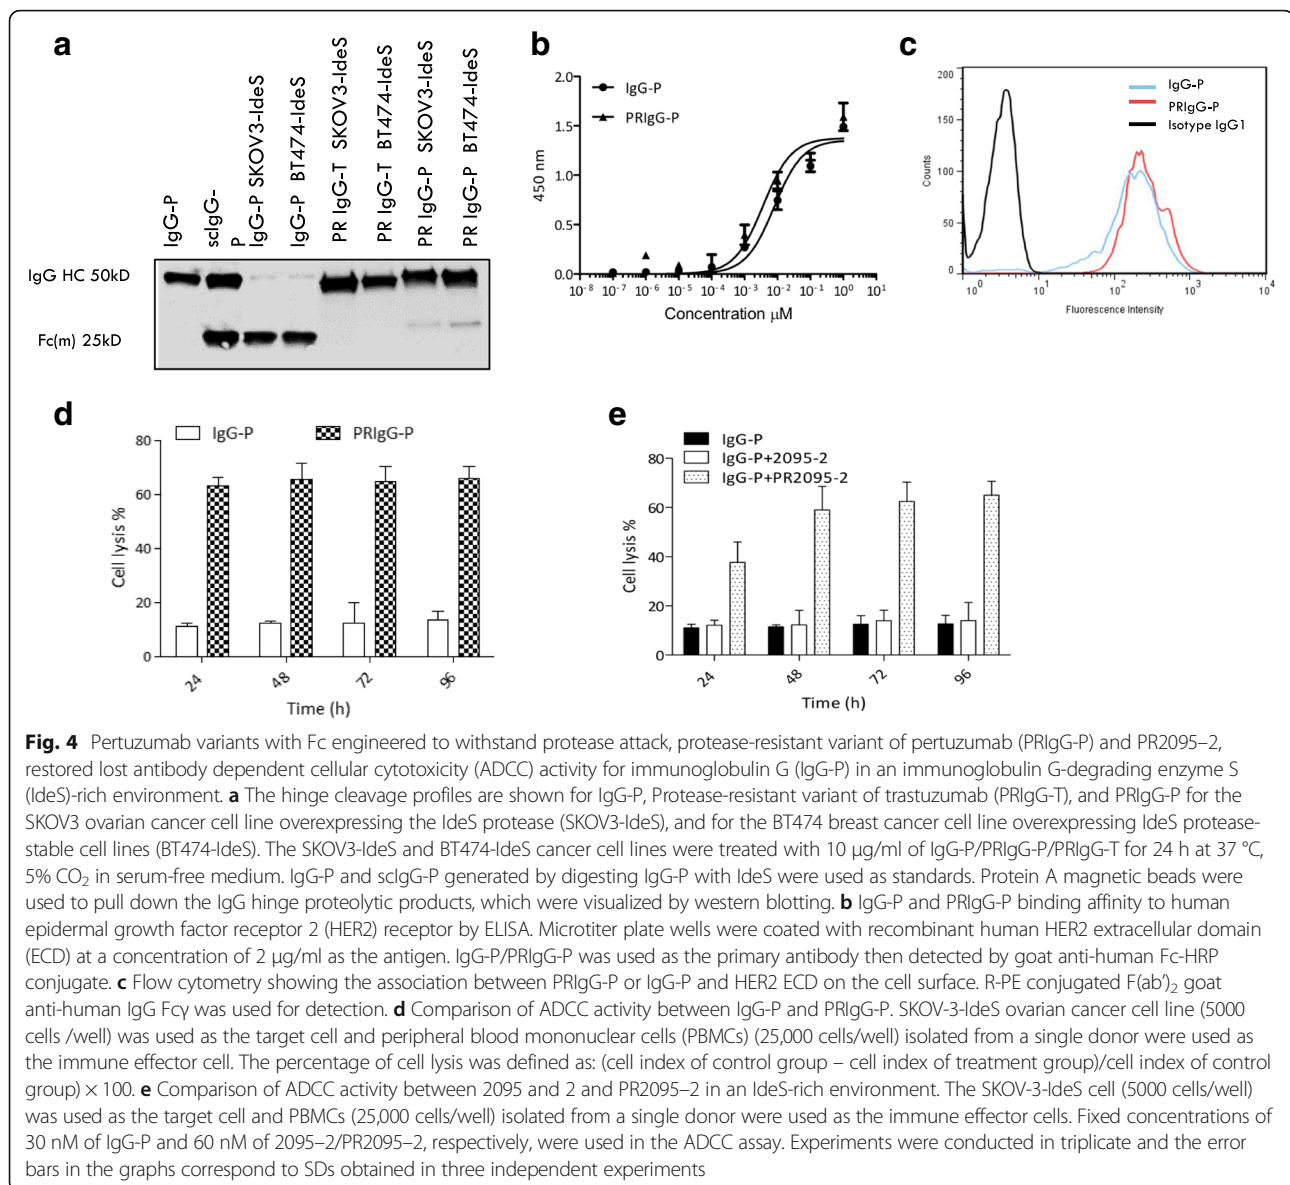 a
IgG-P
scIgG-P
IgG-P SKOV3-IdeS
IgG-P BT474-IdeS
PR IgG-T SKOV3-IdeS
PR IgG-T BT474-IdeS
PR IgG-P SKOV3-IdeS
PR IgG-P BT474-IdeS
IgG HC 50kD
Fc(m) 25kD
b
IgG-P
PRIgG-P
450 nm
2.0
1.5
1.0
0.5
0.0
10⁻⁸ 10⁻⁷ 10⁻⁶ 10⁻⁵ 10⁻⁴ 10⁻³ 10⁻² 10⁻¹ 10⁰ 10¹
Concentration μM
c
IgG-P
PRIgG-P
Isotype IgG1
Counts
200
150
100
50
0
10⁰ 10¹ 10² 10³ 10⁴
Fluorescence Intensity
d
IgG-P PRIgG-P
Cell lysis %
80
60
40
20
0
24 48 72 96
Time (h)
e
IgG-P
IgG-P+2095-2
IgG-P+PR2095-2
Cell lysis %
80
60
40
20
0
24 48 72 96
Time (h)
Fig. 4 Pertuzumab variants with Fc engineered to withstand protease attack, protease-resistant variant of pertuzumab (PRIgG-P) and PR2095–2,
restored lost antibody dependent cellular cytotoxicity (ADCC) activity for immunoglobulin G (IgG-P) in an immunoglobulin G-degrading enzyme S
(IdeS)-rich environment. a The hinge cleavage profiles are shown for IgG-P, Protease-resistant variant of trastuzumab (PRIgG-T), and PRIgG-P for the
SKOV3 ovarian cancer cell line overexpressing the IdeS protease (SKOV3-IdeS), and for the BT474 breast cancer cell line overexpressing IdeS protease-
stable cell lines (BT474-IdeS). The SKOV3-IdeS and BT474-IdeS cancer cell lines were treated with 10 μg/ml of IgG-P/PRIgG-P/PRIgG-T for 24 h at 37 °C,
5% CO₂ in serum-free medium. IgG-P and scIgG-P generated by digesting IgG-P with IdeS were used as standards. Protein A magnetic beads were
used to pull down the IgG hinge proteolytic products, which were visualized by western blotting. b IgG-P and PRIgG-P binding affinity to human
epidermal growth factor receptor 2 (HER2) receptor by ELISA. Microtiter plate wells were coated with recombinant human HER2 extracellular domain
(ECD) at a concentration of 2 μg/ml as the antigen. IgG-P/PRIgG-P was used as the primary antibody then detected by goat anti-human Fc-HRP
conjugate. c Flow cytometry showing the association between PRIgG-P or IgG-P and HER2 ECD on the cell surface. R-PE conjugated F(ab′)₂ goat
anti-human IgG Fcγ was used for detection. d Comparison of ADCC activity between IgG-P and PRIgG-P. SKOV-3-IdeS ovarian cancer cell line (5000
cells /well) was used as the target cell and peripheral blood mononuclear cells (PBMCs) (25,000 cells/well) isolated from a single donor were used as
the immune effector cell. The percentage of cell lysis was defined as: (cell index of control group – cell index of treatment group)/cell index of control
group) × 100. e Comparison of ADCC activity between 2095 and 2 and PR2095–2 in an IdeS-rich environment. The SKOV-3-IdeS cell (5000 cells/well)
was used as the target cell and PBMCs (25,000 cells/well) isolated from a single donor were used as the immune effector cells. Fixed concentrations of
30 nM of IgG-P and 60 nM of 2095–2/PR2095–2, respectively, were used in the ADCC assay. Experiments were conducted in triplicate and the error
bars in the graphs correspond to SDs obtained in three independent experiments